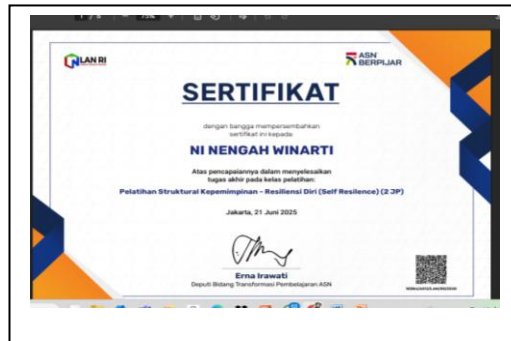 75%
LAN RI
ASN
BERPIJAR
SERTIFIKAT
dengan bangga mempersembahkan
sertifikat ini kepada:
NI NENGAH WINARTI
Atas pencapaiannya dalam menyelesaikan
tugas akhir pada kelas pelatihan:
Pelatihan Struktural Kepemimpinan - Resiliensi Diri (Self Resilence) (2 JP)
Jakarta, 21 Juni 2025
Erna Irawati
Deputi Bidang Transformasi Pembelajaran ASN